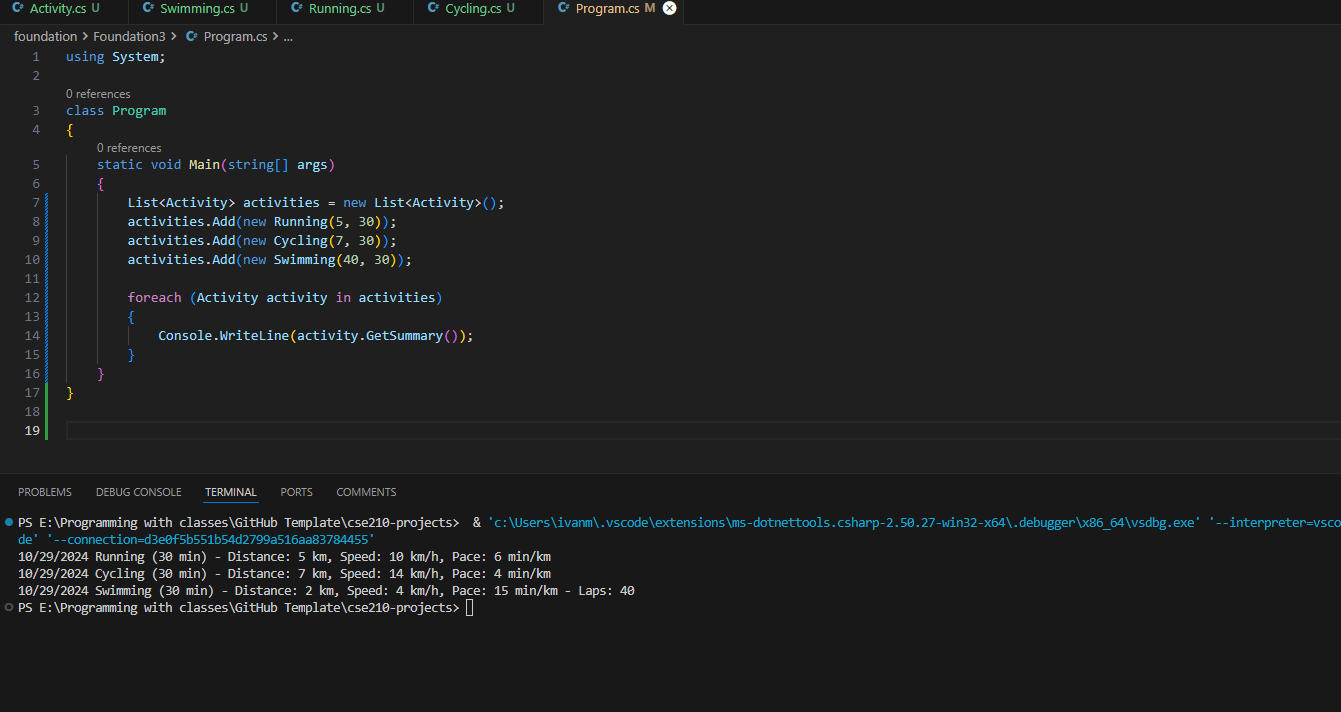 C# Activity.cs U C# Swimming.cs U C# Running.cs U C# Cycling.cs U C# Program.cs M
foundation > Foundation3 > C# Program.cs > ...
1 using System;
2
0 references
3 class Program
4 {
0 references
5 static void Main(string[] args)
6 {
7 List<Activity> activities = new List<Activity>();
8 activities.Add(new Running(5, 30));
9 activities.Add(new Cycling(7, 30));
10 activities.Add(new Swimming(40, 30));
11
12 foreach (Activity activity in activities)
13 {
14 Console.WriteLine(activity.GetSummary());
15 }
16 }
17 }
18
19
PROBLEMS DEBUG CONSOLE TERMINAL PORTS COMMENTS
PS E:\Programming with classes\GitHub Template\cse210-projects> & 'c:\Users\ivanm\.vscode\extensions\ms-dotnettools.csharp-2.50.27-win32-x64\.debugger\x86_64\vsdbg.exe' '--interpreter=vsco
de' '--connection=d3e0f5b551b54d2799a516aa83784455'
10/29/2024 Running (30 min) - Distance: 5 km, Speed: 10 km/h, Pace: 6 min/km
10/29/2024 Cycling (30 min) - Distance: 7 km, Speed: 14 km/h, Pace: 4 min/km
10/29/2024 Swimming (30 min) - Distance: 2 km, Speed: 4 km/h, Pace: 15 min/km - Laps: 40
PS E:\Programming with classes\GitHub Template\cse210-projects>